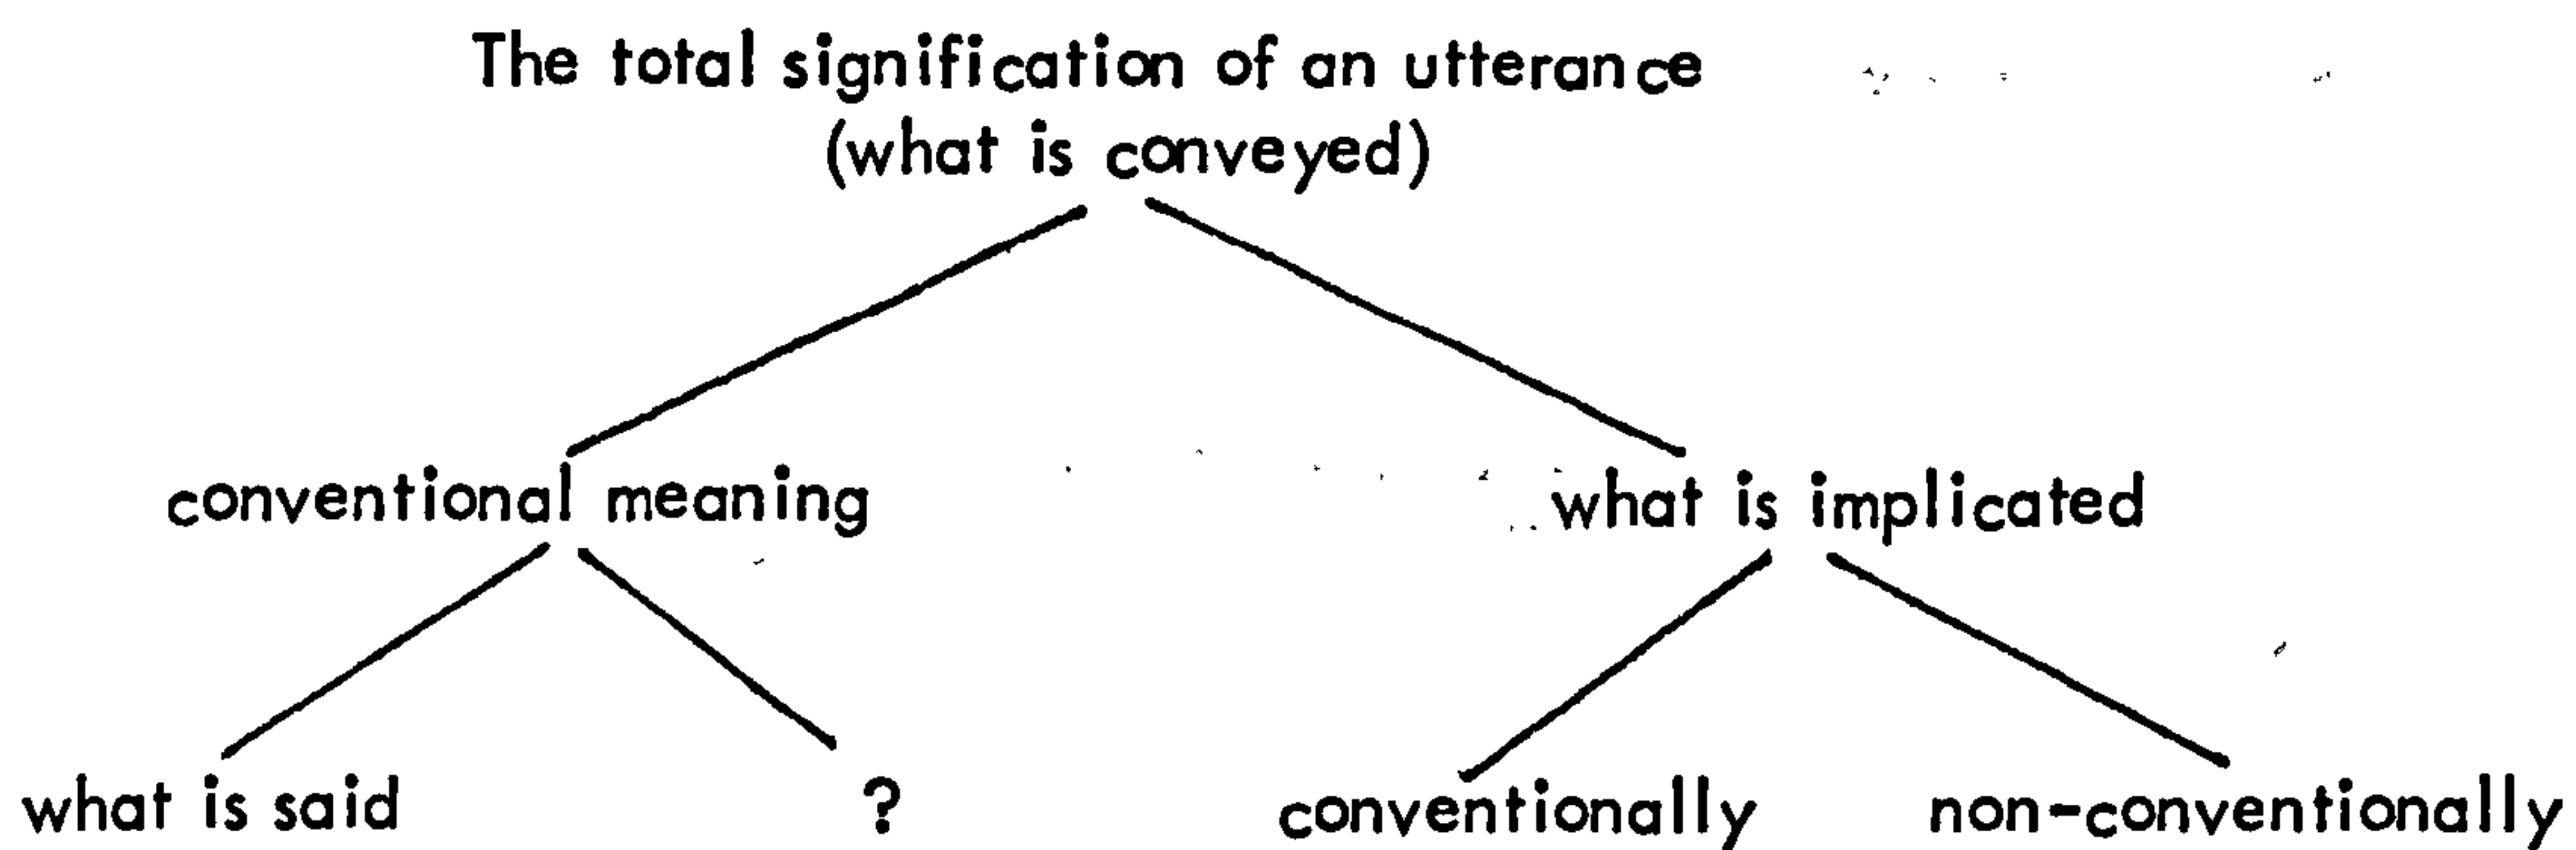 The total signification of an utterance
(what is conveyed)
conventional meaning
what is implicated
what is said
?
conventionally
non-conventionally